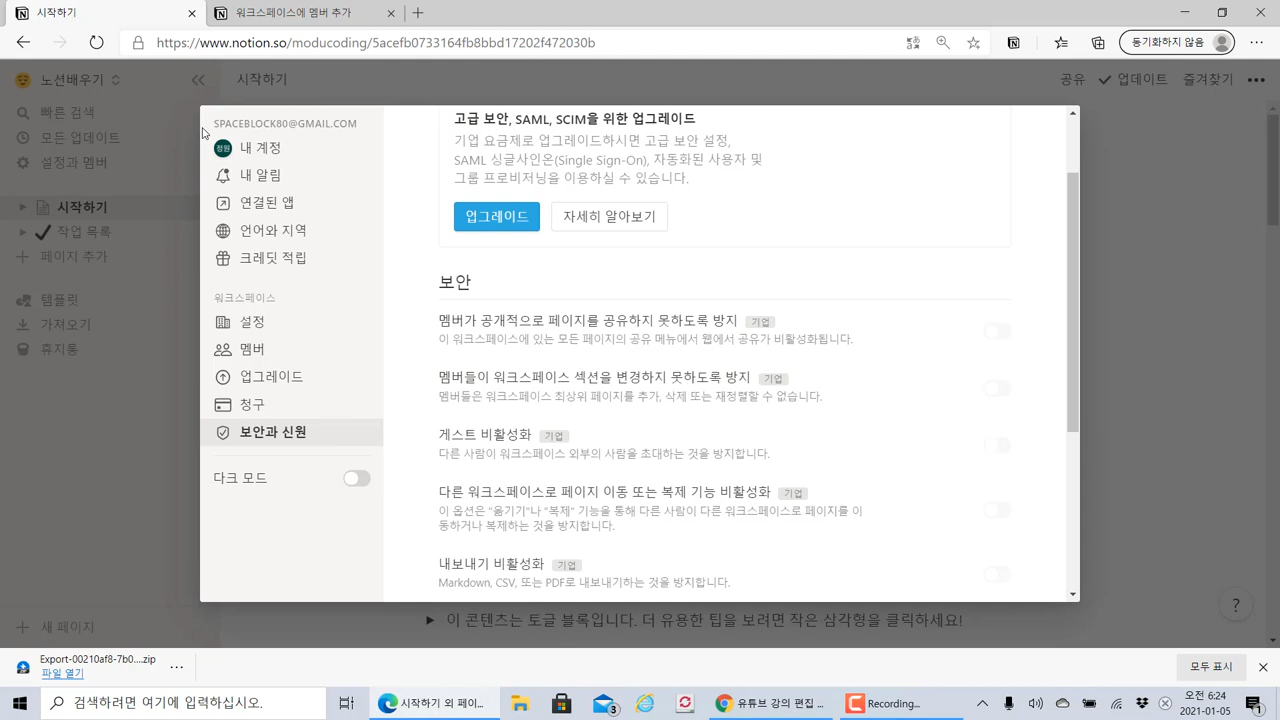 시작하기
워크스페이스에 멤버 추가
https://www.notion.so/moducoding/5acefb0733164fb8bbd17202f472030b
동기화하지 않음
노션배우기
시작하기
공유
업데이트
즐겨찾기
빠른 검색
모든 업데이트
설정과 멤버
시작하기
작업 목록
페이지 추가
템플릿
가져오기
휴지통
새 페이지
SPACEBLOCK80@GMAIL.COM
정원
내 계정
내 알림
연결된 앱
언어와 지역
크레딧 적립
워크스페이스
설정
멤버
업그레이드
청구
보안과 신원
다크 모드
고급 보안, SAML, SCIM을 위한 업그레이드
기업 요금제로 업그레이드하시면 고급 보안 설정,
SAML 싱글사인온(Single Sign-On), 자동화된 사용자 및
그룹 프로비저닝을 이용하실 수 있습니다.
업그레이드
자세히 알아보기
보안
멤버가 공개적으로 페이지를 공유하지 못하도록 방지 기업
이 워크스페이스에 있는 모든 페이지의 공유 메뉴에서 웹에서 공유가 비활성화됩니다.
멤버들이 워크스페이스 섹션을 변경하지 못하도록 방지 기업
멤버들은 워크스페이스 최상위 페이지를 추가, 삭제 또는 재정렬할 수 없습니다.
게스트 비활성화 기업
다른 사람이 워크스페이스 외부의 사람을 초대하는 것을 방지합니다.
다른 워크스페이스로 페이지 이동 또는 복제 기능 비활성화 기업
이 옵션은 "옮기기"나 "복제" 기능을 통해 다른 사람이 다른 워크스페이스로 페이지를 이
동하거나 복제하는 것을 방지합니다.
내보내기 비활성화 기업
Markdown, CSV, 또는 PDF로 내보내기하는 것을 방지합니다.
이 콘텐츠는 토글 블록입니다. 더 유용한 팁을 보려면 작은 삼각형을 클릭하세요!
?
Export-00210af8-7b0....zip
파일 열기
모두 표시
검색하려면 여기에 입력하십시오.
시작하기 외 페이...
3
유튜브 강의 편집 ...
Recording...
오전 6:24
2021-01-05
1